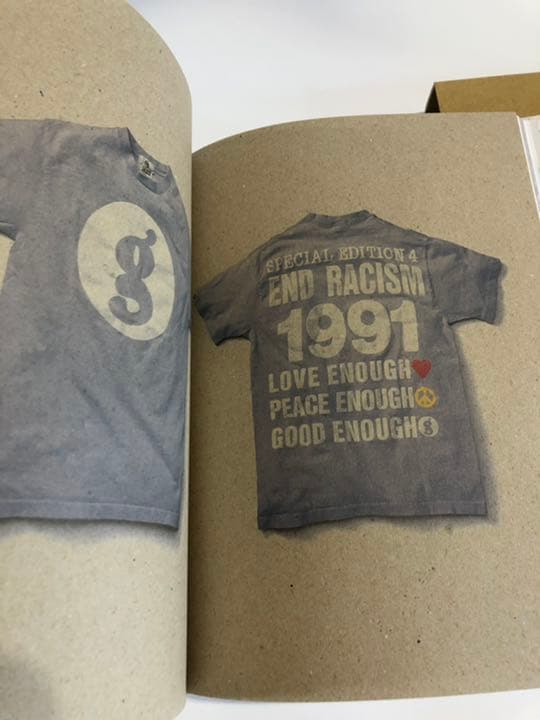 g
SPECIAL EDITION 4
END RACISM
1991
LOVE ENOUGH
PEACE ENOUGH
GOOD ENOUGH g